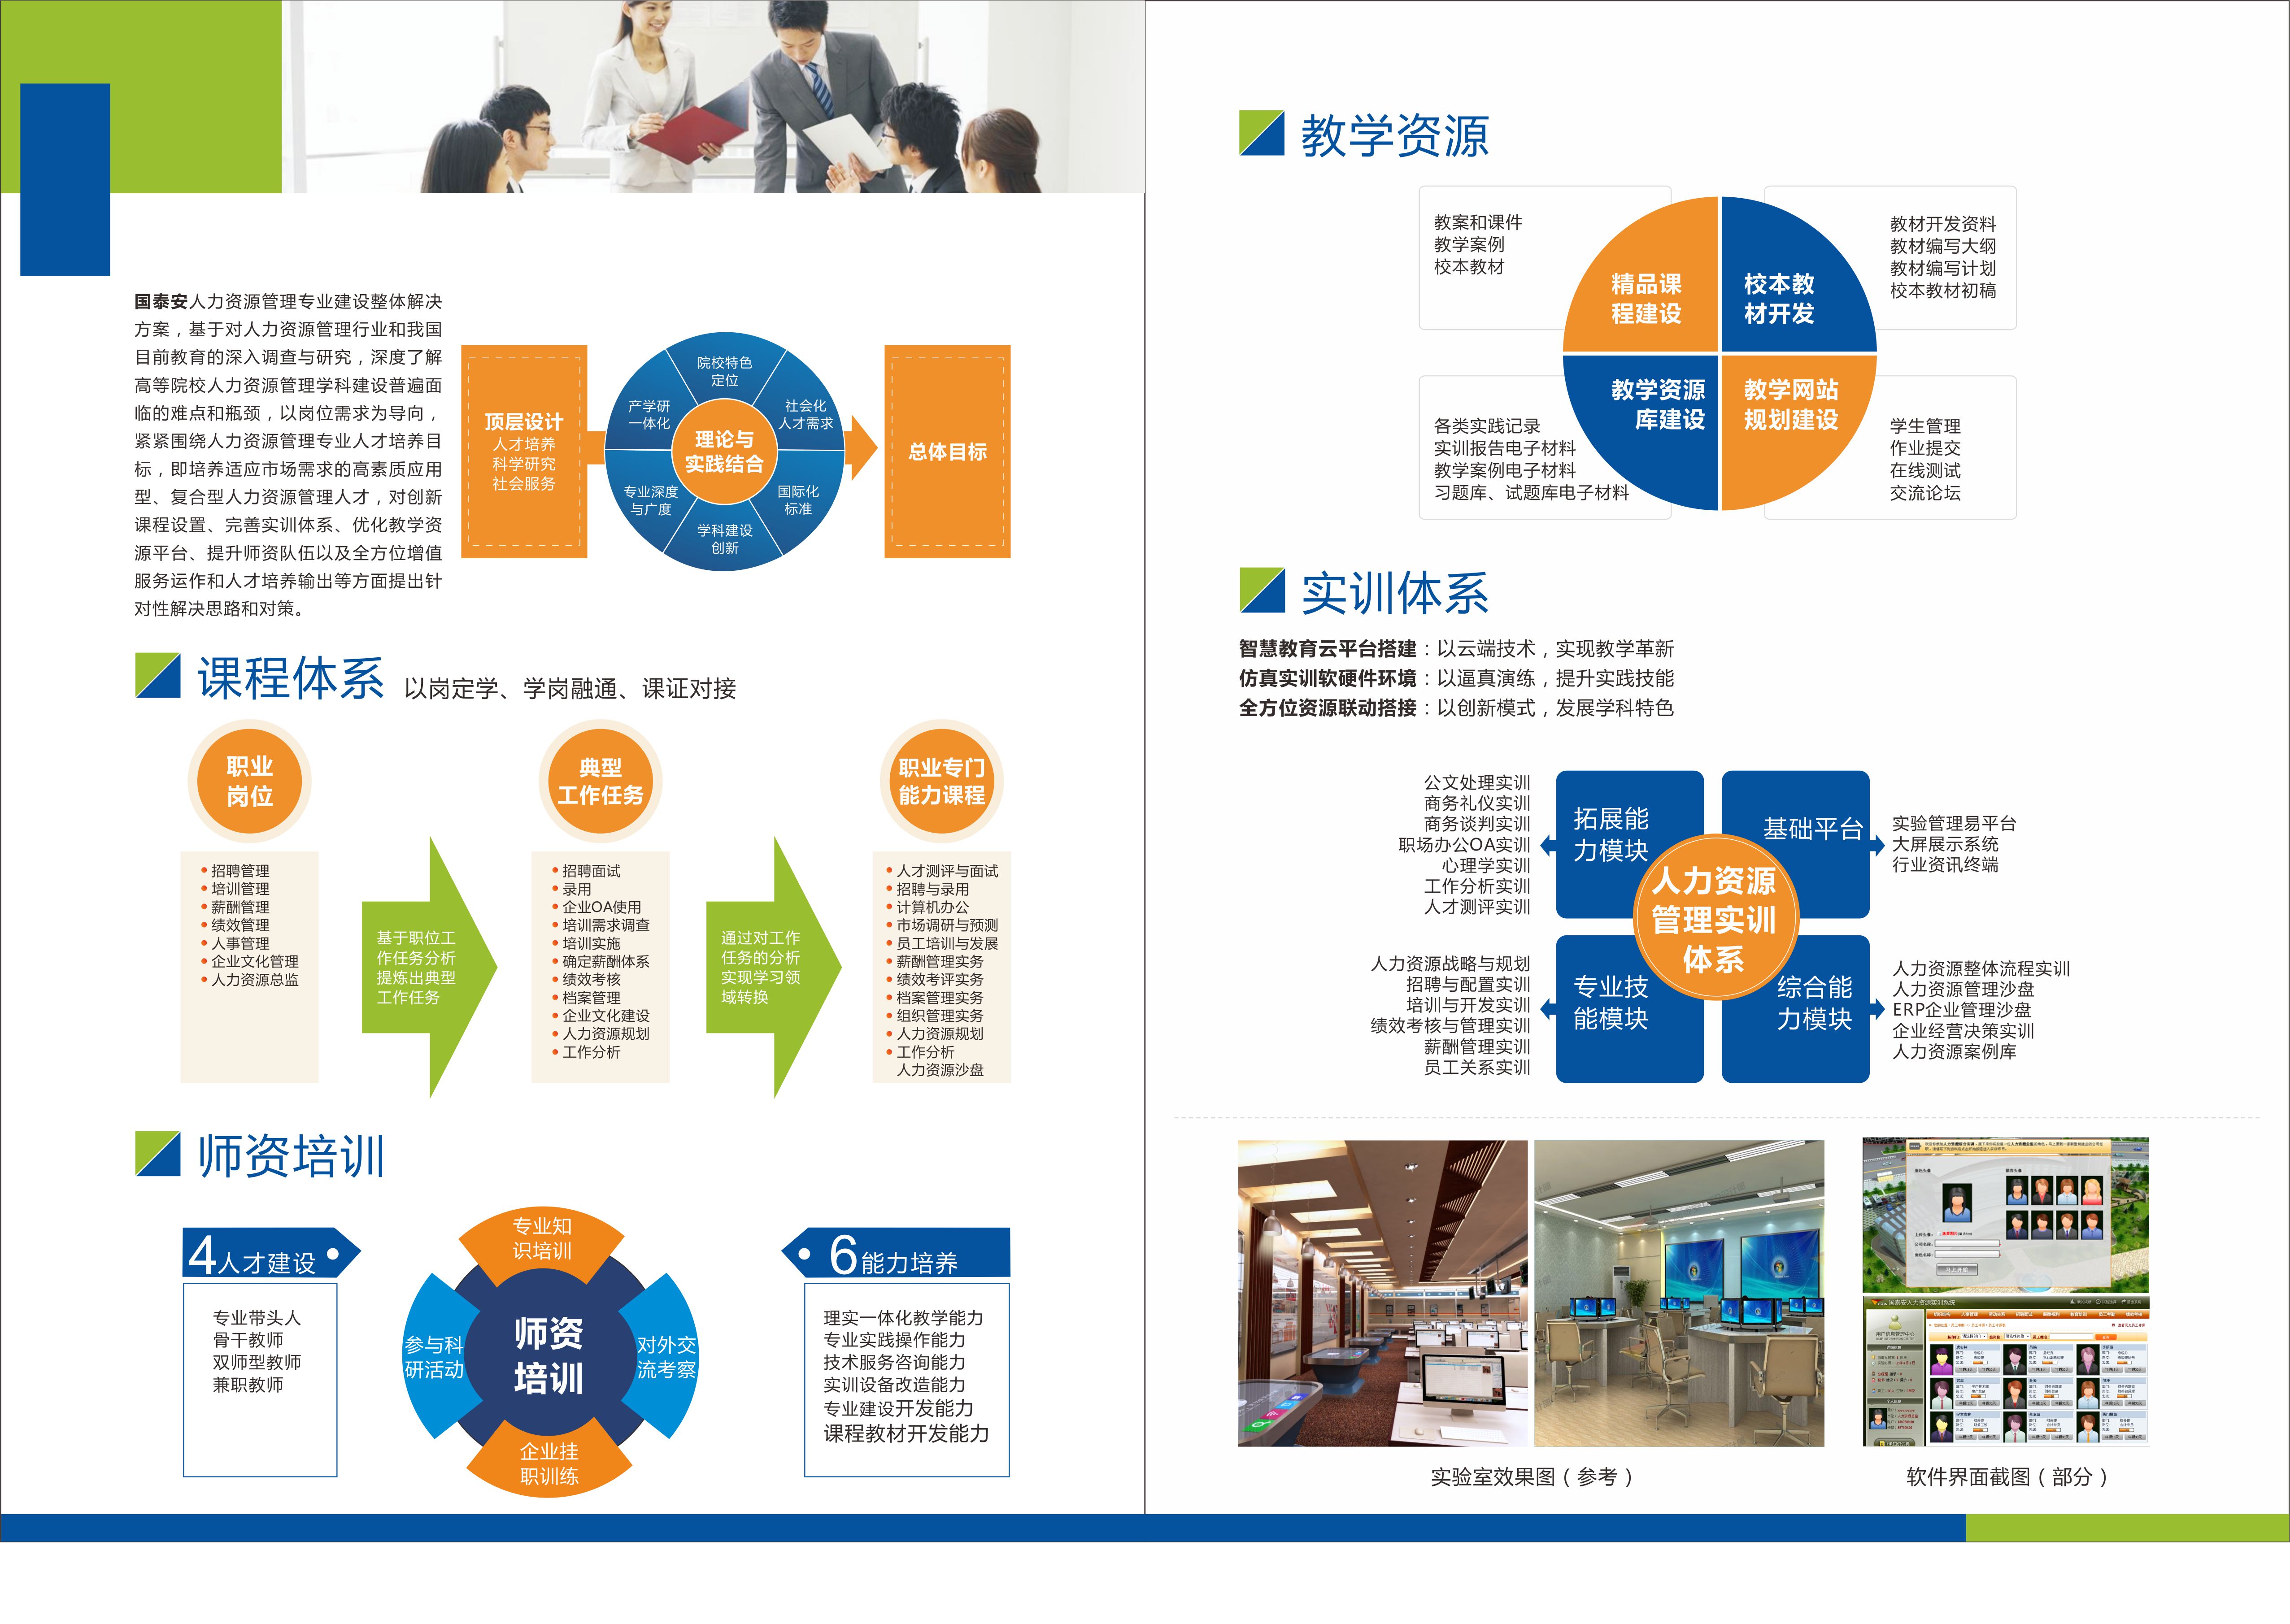 国泰安人力资源管理专业建设整体解决
方案，基于对人力资源管理行业和我国
目前教育的深入调查与研究，深度了解
高等院校人力资源管理学科建设普遍面
临的难点和瓶颈，以岗位需求为导向，
紧紧围绕人力资源管理专业人才培养目
标，即培养适应市场需求的高素质应用
型、复合型人力资源管理人才，对创新
课程设置、完善实训体系、优化教学资
源平台、提升师资队伍以及全方位增值
服务运作和人才培养输出等方面提出针
对性解决思路和对策。
顶层设计
人才培养
科学研究
社会服务
院校特色
定位
社会化
人才需求
国际化
标准
学科建设
创新
专业深度
与广度
产学研
一体化
理论与
实践结合
总体目标
课程体系 以岗定学、学岗融通、课证对接
职业
岗位
招聘管理
培训管理
薪酬管理
绩效管理
人事管理
企业文化管理
人力资源总监
基于职位工
作任务分析
提炼出典型
工作任务
典型
工作任务
招聘面试
录用
企业OA使用
培训需求调查
培训实施
确定薪酬体系
绩效考核
档案管理
企业文化建设
人力资源规划
工作分析
通过对工作
任务的分析
实现学习领
域转换
职业专门
能力课程
人才测评与面试
招聘与录用
计算机办公
市场调研与预测
员工培训与发展
薪酬管理实务
绩效考评实务
档案管理实务
组织管理实务
人力资源规划
工作分析
人力资源沙盘
师资培训
4人才建设
专业带头人
骨干教师
双师型教师
兼职教师
专业知
识培训
参与科
研活动
师资
培训
对外交
流考察
企业挂
职训练
6能力培养
理实一体化教学能力
专业实践操作能力
技术服务咨询能力
实训设备改造能力
专业建设开发能力
课程教材开发能力
教学资源
教案和课件
教学案例
校本教材
精品课
程建设
校本教
材开发
教材开发资料
教材编写大纲
教材编写计划
校本教材初稿
各类实践记录
实训报告电子材料
教学案例电子材料
习题库、试题库电子材料
教学资源
库建设
教学网站
规划建设
学生管理
作业提交
在线测试
交流论坛
实训体系
智慧教育云平台搭建：以云端技术，实现教学革新
仿真实训软硬件环境：以逼真演练，提升实践技能
全方位资源联动搭接：以创新模式，发展学科特色
公文处理实训
商务礼仪实训
商务谈判实训
职场办公OA实训
心理学实训
工作分析实训
人才测评实训
拓展能
力模块
基础平台
实验管理易平台
大屏展示系统
行业资讯终端
人力资源
管理实训
体系
人力资源战略与规划
招聘与配置实训
培训与开发实训
绩效考核与管理实训
薪酬管理实训
员工关系实训
专业技
能模块
综合能
力模块
人力资源整体流程实训
人力资源管理沙盘
ERP企业管理沙盘
企业经营决策实训
人力资源案例库
马上开始
国泰安人力资源实训系统
用户信息管理中心
实验室效果图（参考）
软件界面截图（部分）